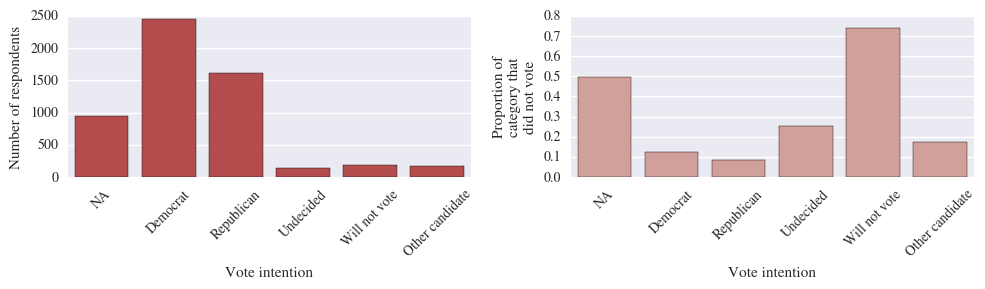 Number of respondents
2500
2000
1500
1000
500
0
NA
Democrat
Republican
Undecided
Will not vote
Other candidate
Vote intention
Proportion of
category that
did not vote
0.8
0.7
0.6
0.5
0.4
0.3
0.2
0.1
0.0
NA
Democrat
Republican
Undecided
Will not vote
Other candidate
Vote intention